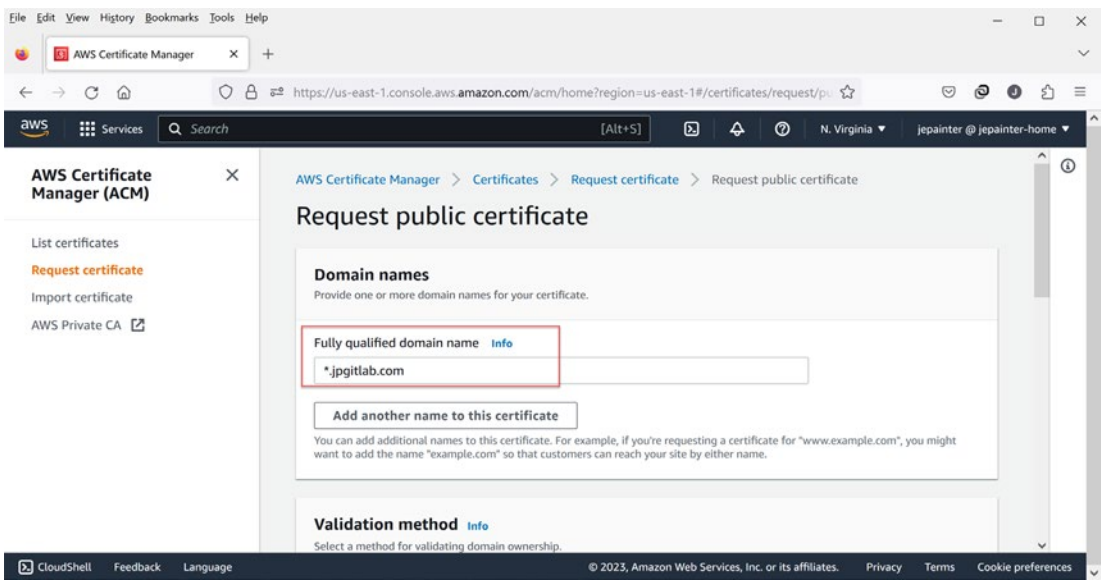 File Edit View History Bookmarks Tools Help
AWS Certificate Manager
https://us-east-1.console.aws.amazon.com/acm/home?region=us-east-1#/certificates/request/pu
aws Services Search [Alt+S] N. Virginia jepainter @ jepainter-home
AWS Certificate
Manager (ACM)
List certificates
Request certificate
Import certificate
AWS Private CA
AWS Certificate Manager > Certificates > Request certificate > Request public certificate
Request public certificate
Domain names
Provide one or more domain names for your certificate.
Fully qualified domain name Info
*.jpgitlab.com
Add another name to this certificate
You can add additional names to this certificate. For example, if you're requesting a certificate for "www.example.com", you might
want to add the name "example.com" so that customers can reach your site by either name.
Validation method Info
Select a method for validating domain ownership.
CloudShell Feedback Language © 2023, Amazon Web Services, Inc. or its affiliates. Privacy Terms Cookie preferences